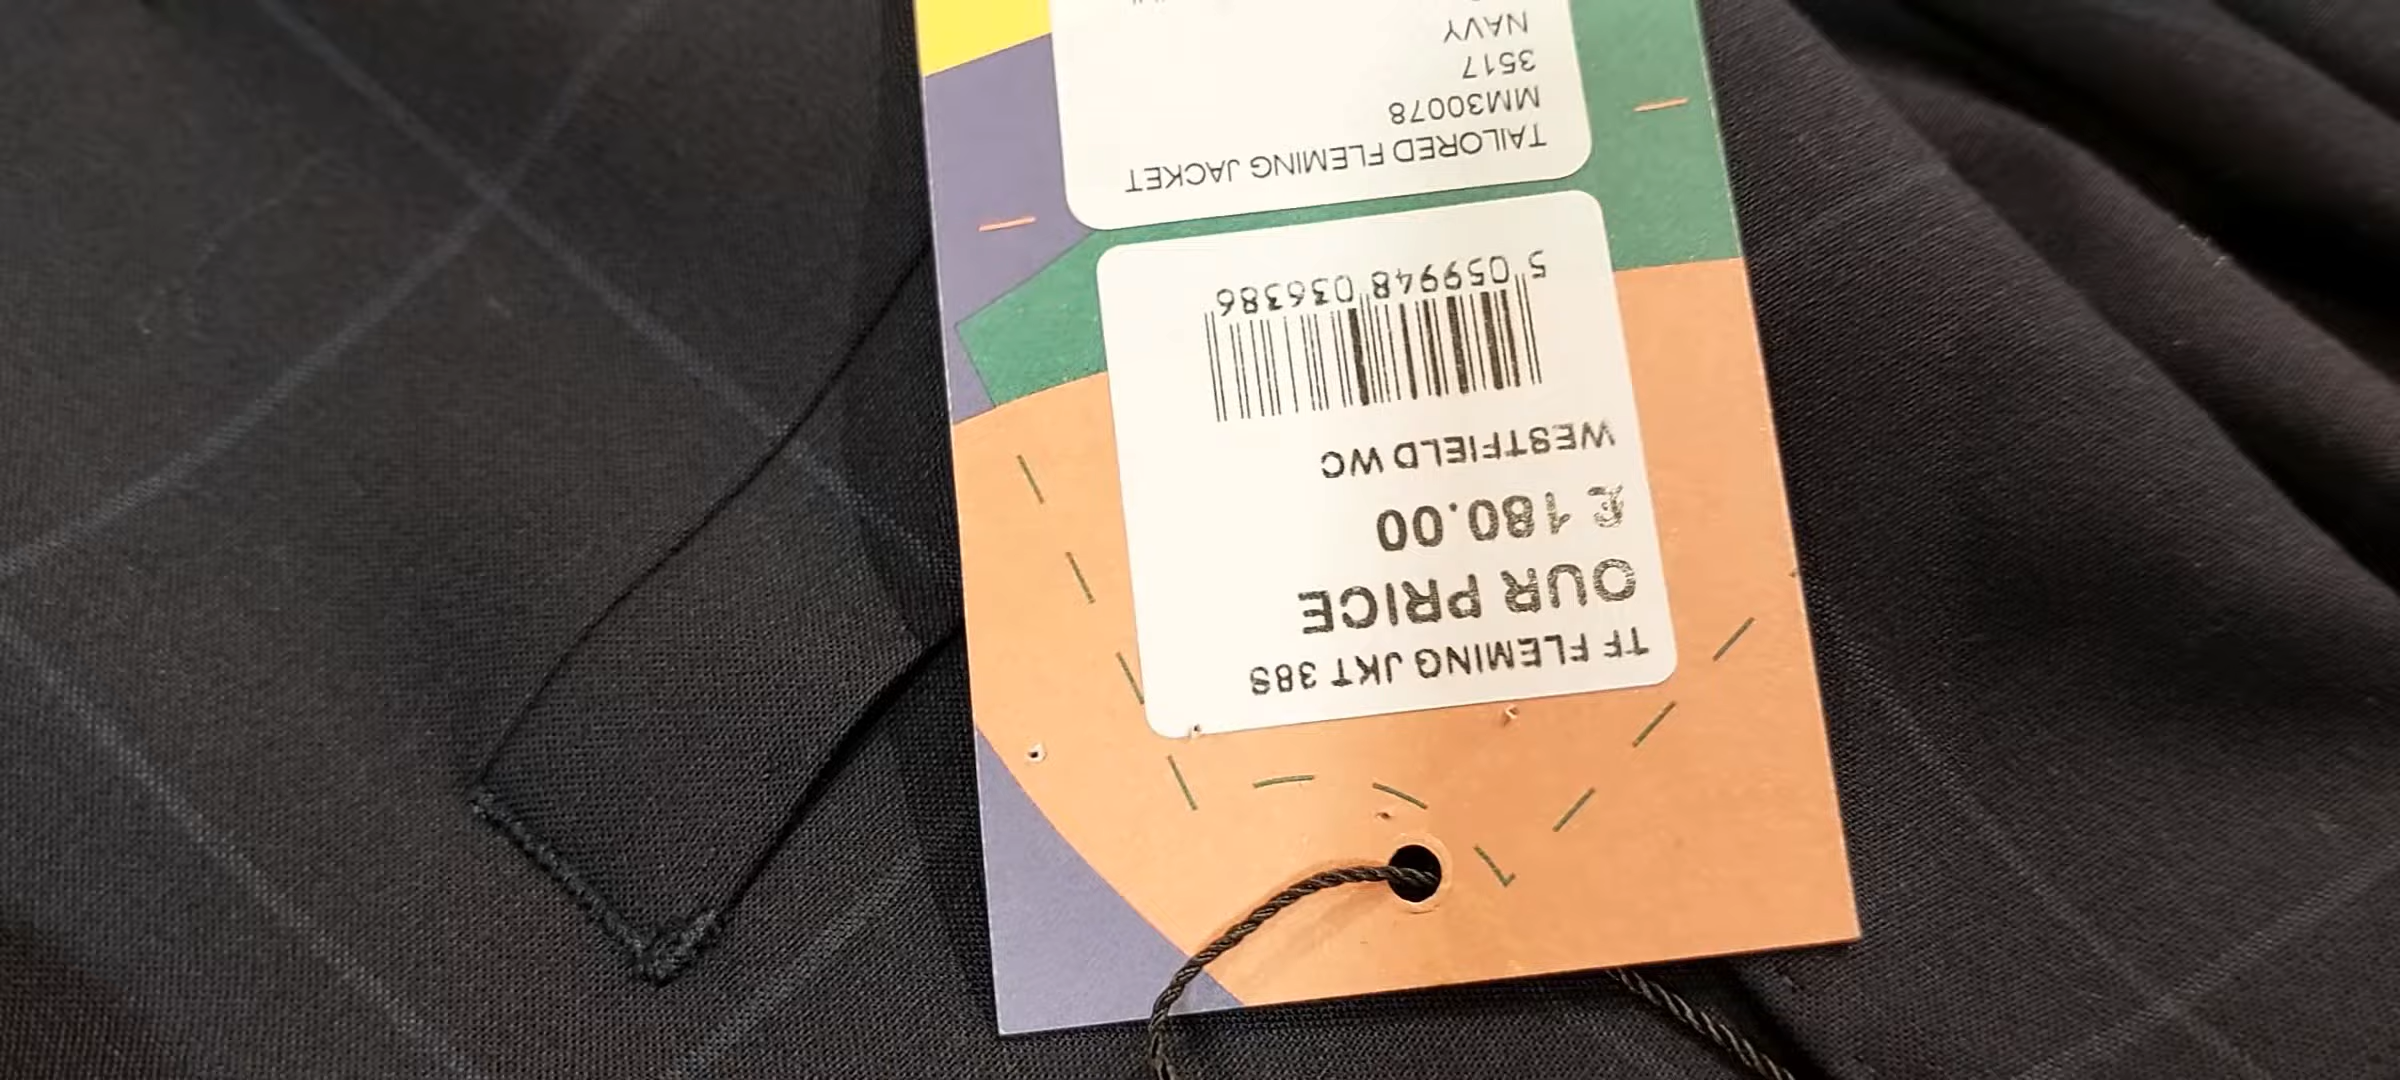 TF FLEMING JKT 38S
OUR PRICE
£ 180.00
WESTFIELD WC
5 059948 036386
TAILORED FLEMING JACKET
MM30078
3517
NAVY